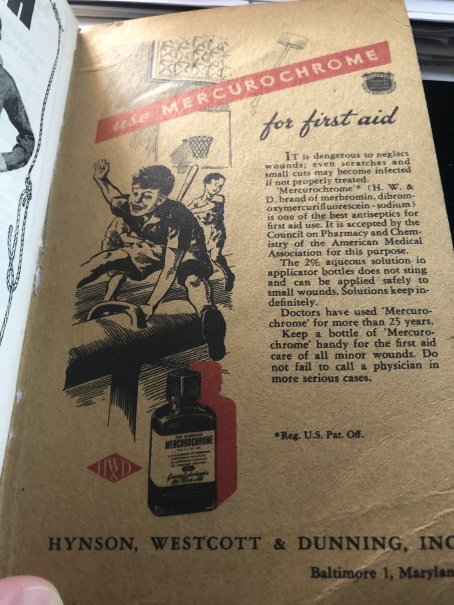 use MERCUROCHROME
for first aid
IT is dangerous to neglect
wounds; even scratches and
small cuts may become infected
if not properly treated.
'Mercurochrome'* (H. W. &
D. brand of merbromin, dibrom-
oxymercurifluorescein-sodium)
is one of the best antiseptics for
first aid use. It is accepted by the
Council on Pharmacy and Chem-
istry of the American Medical
Association for this purpose.
The 2% aqueous solution in
applicator bottles does not sting
and can be applied safely to
small wounds. Solutions keep in-
definitely.
Doctors have used 'Mercuro-
chrome' for more than 25 years.
Keep a bottle of 'Mercuro-
chrome' handy for the first aid
care of all minor wounds. Do
not fail to call a physician in
more serious cases.
*Reg. U.S. Pat. Off.
MERCUROCHROME
HWD
HYNSON, WESTCOTT & DUNNING, INC
Baltimore 1, Marylan